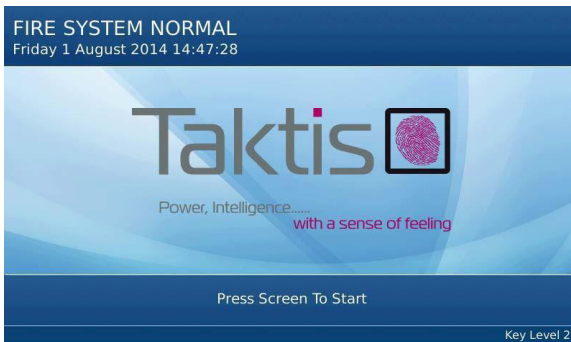 FIRE SYSTEM NORMAL
Friday 1 August 2014 14:47:28
Taktis
Power, Intelligence......
with a sense of feeling
Press Screen To Start
Key Level 2